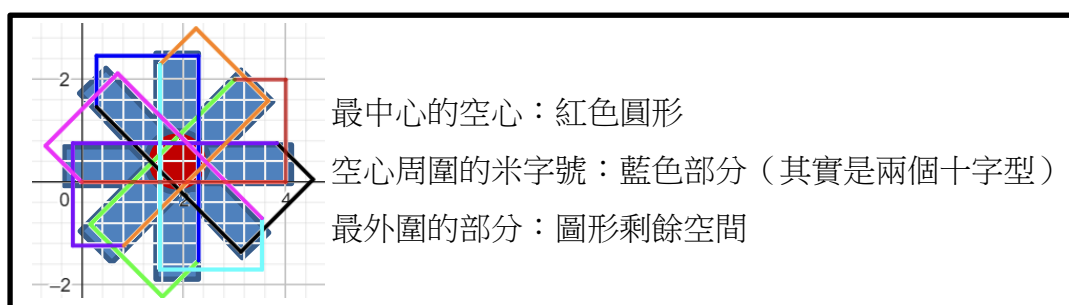 最中心的空心：紅色圓形
空心周圍的米字號：藍色部分（其實是兩個十字型）
最外圍的部分：圖形剩餘空間
2
0
2
4
−2